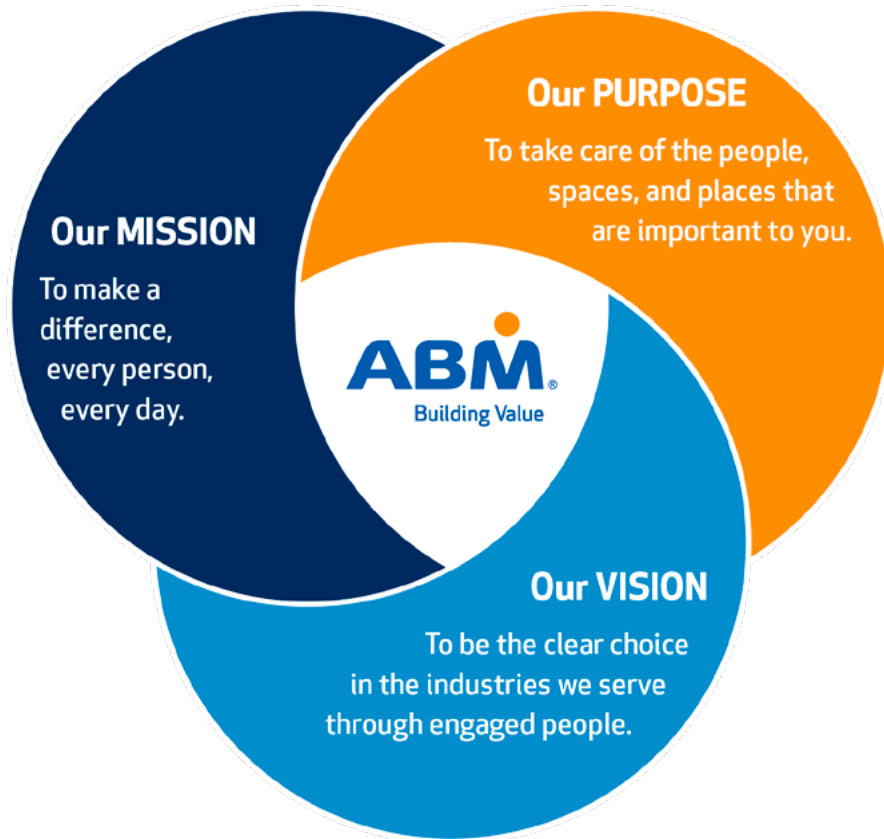 Our PURPOSE
To take care of the people,
spaces, and places that
are important to you.
Our MISSION
To make a
difference,
every person,
every day.
ABM®
Building Value
Our VISION
To be the clear choice
in the industries we serve
through engaged people.